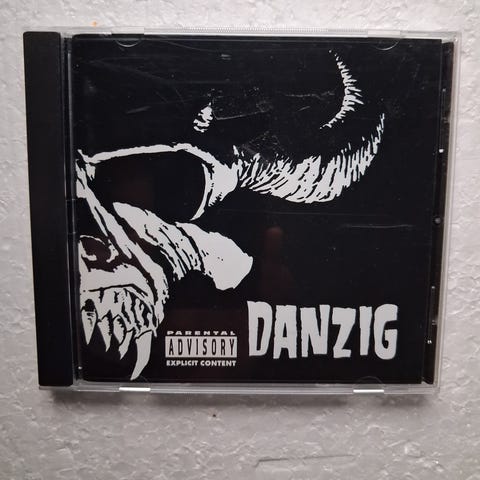 PARENTAL
ADVISORY
EXPLICIT CONTENT
DANZIG